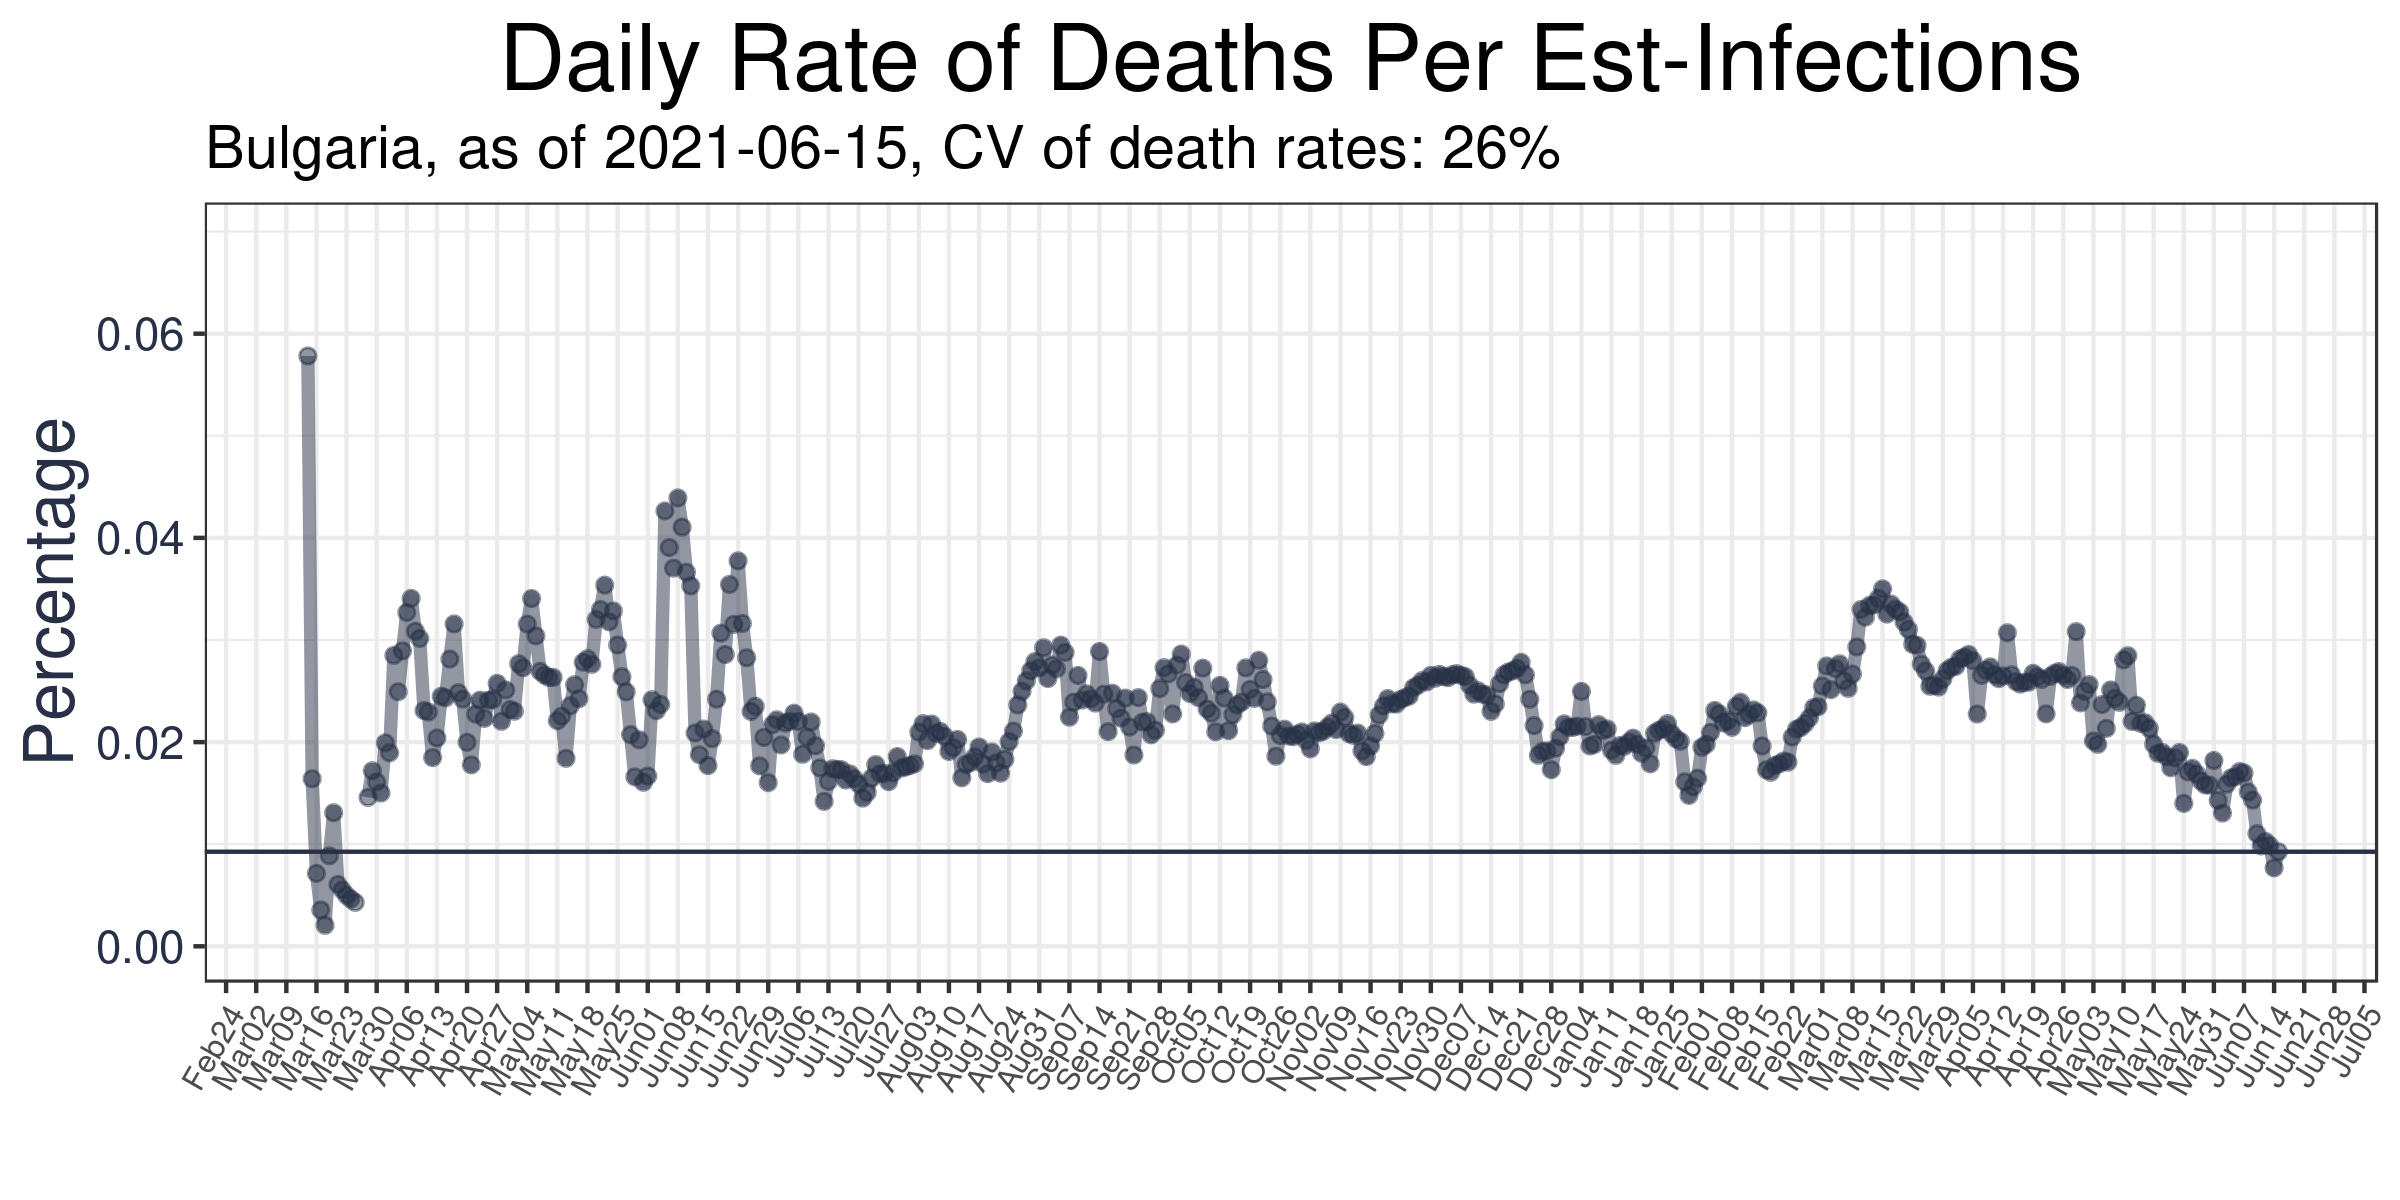 Daily Rate of Deaths Per Est-Infections
Bulgaria, as of 2021-06-15, CV of death rates: 26%
Percentage
0.06
0.04
0.02
0.00
Feb24
Mar02
Mar09
Mar16
Mar23
Mar30
Apr06
Apr13
Apr20
Apr27
May04
May11
May18
May25
Jun01
Jun08
Jun15
Jun22
Jun29
Jul06
Jul13
Jul20
Jul27
Aug03
Aug10
Aug17
Aug24
Aug31
Sep07
Sep14
Sep21
Sep28
Oct05
Oct12
Oct19
Oct26
Nov02
Nov09
Nov16
Nov23
Nov30
Dec07
Dec14
Dec21
Dec28
Jan04
Jan11
Jan18
Jan25
Feb01
Feb08
Feb15
Feb22
Mar01
Mar08
Mar15
Mar22
Mar29
Apr05
Apr12
Apr19
Apr26
May03
May10
May17
May24
May31
Jun07
Jun14
Jun21
Jun28
Jul05